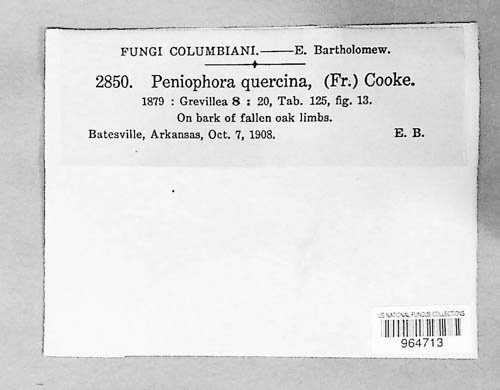 FUNGI COLUMBIANI.——E. Bartholomew.
2850. Peniophora quercina, (Fr.) Cooke.
1879 : Grevillea 8 : 20, Tab. 125, fig. 13.
On bark of fallen oak limbs.
Batesville, Arkansas, Oct. 7, 1908. E. B.
US NATIONAL FUNGUS COLLECTIONS
964713